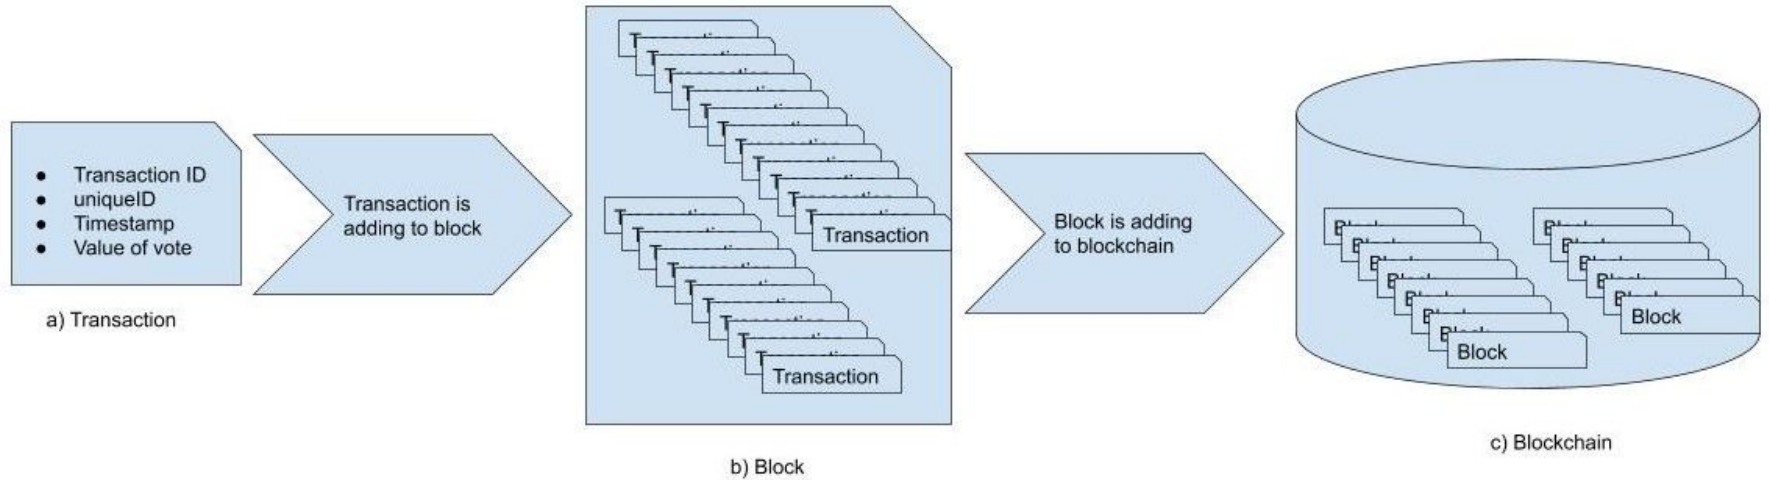 ● Transaction ID
● uniqueID
● Timestamp
● Value of vote
a) Transaction
Transaction is
adding to block
Transaction
Transaction
b) Block
Block is adding
to blockchain
Block
Block
c) Blockchain